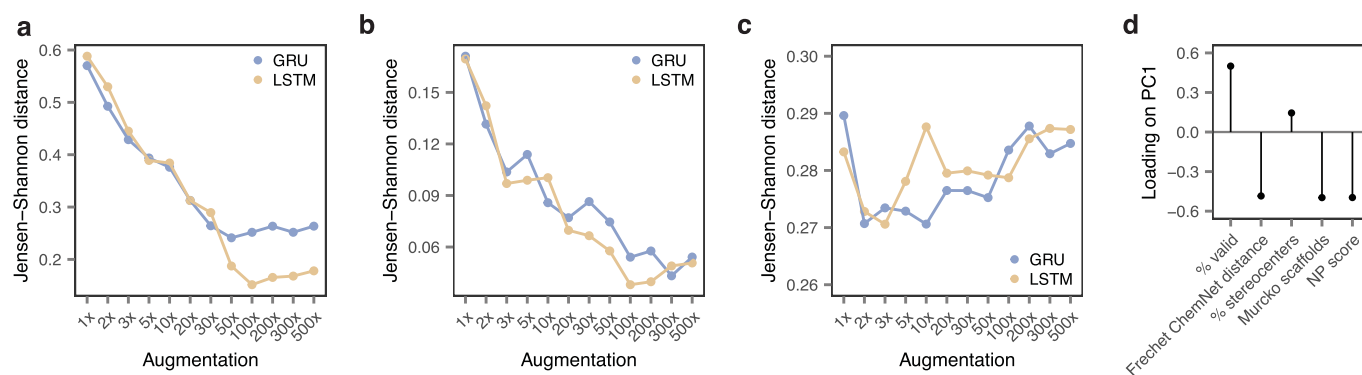 a
Jensen−Shannon distance
0.6
0.5
0.4
0.3
0.2
GRU
LSTM
1x
2x
3x
5x
10x
20x
30x
50x
100x
200x
300x
500x
Augmentation
b
Jensen−Shannon distance
0.15
0.12
0.09
0.06
GRU
LSTM
1x
2x
3x
5x
10x
20x
30x
50x
100x
200x
300x
500x
Augmentation
c
Jensen−Shannon distance
0.30
0.29
0.28
0.27
0.26
GRU
LSTM
1x
2x
3x
5x
10x
20x
30x
50x
100x
200x
300x
500x
Augmentation
d
Loading on PC1
0.6
0.3
0.0
−0.3
−0.6
% valid
Frechet ChemNet distance
% stereocenters
Murcko scaffolds
NP score